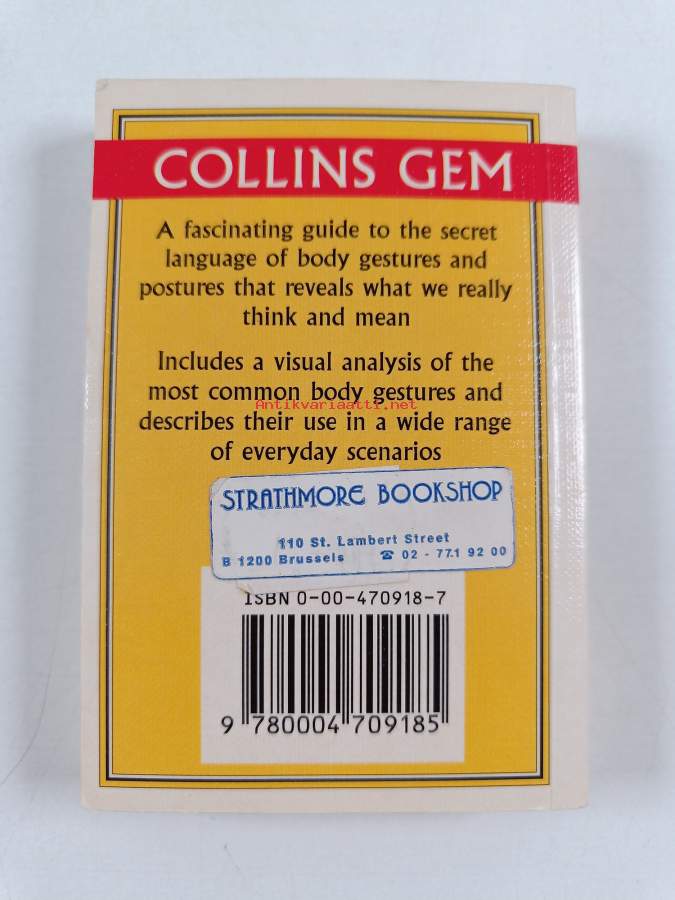 COLLINS GEM
A fascinating guide to the secret
language of body gestures and
postures that reveals what we really
think and mean
Includes a visual analysis of the
most common body gestures and
Antikvariaatti.net
describes their use in a wide range
of everyday scenarios
STRATHMORE BOOKSHOP
110 St. Lambert Street
B 1200 Brussels ☎ 02 - 771 92 00
ISBN 0-00-470918-7
9 780004 709185